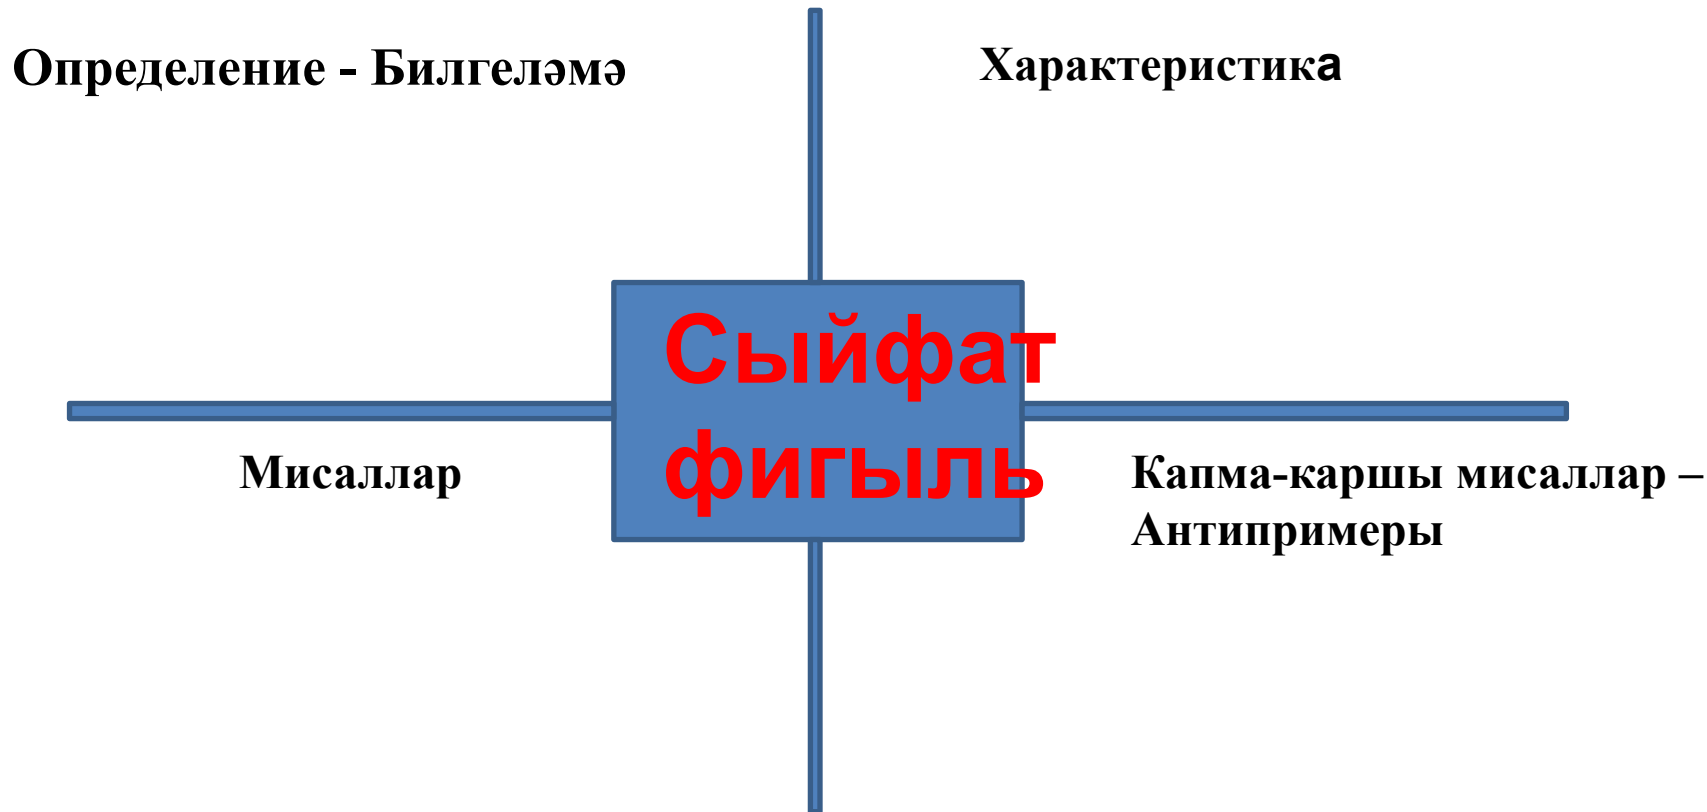 Определение - Билгеләмә
Характеристика
Сыйфат
фигыль
Мисаллар
Капма-каршы мисаллар –
Антипримеры